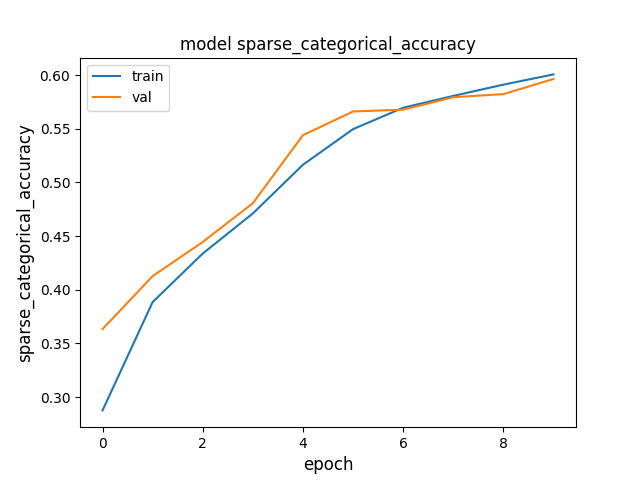 model sparse_categorical_accuracy
train
val
sparse_categorical_accuracy
0.60
0.55
0.50
0.45
0.40
0.35
0.30
0 2 4 6 8
epoch